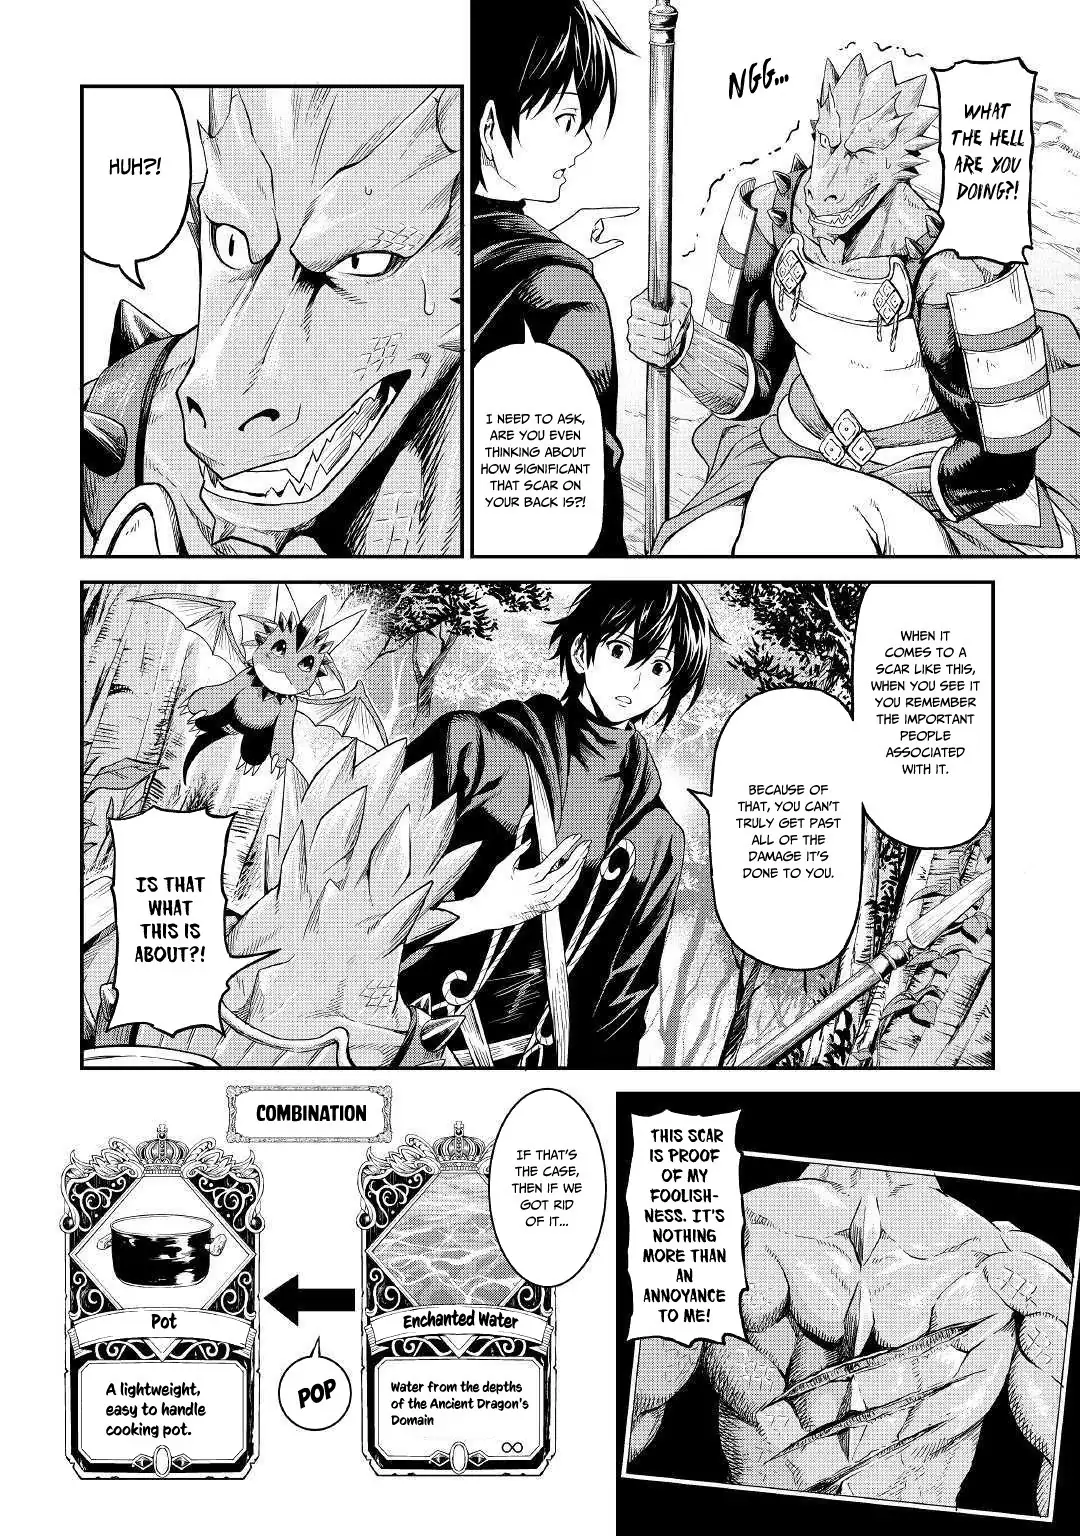 NGG...
WHAT
THE HELL
ARE YOU
DOING?!
I NEED TO ASK,
ARE YOU EVEN
THINKING ABOUT
HOW SIGNIFICANT
THAT SCAR ON
YOUR BACK IS?!
HUH?!
WHEN IT
COMES TO A
SCAR LIKE THIS,
WHEN YOU SEE IT
YOU REMEMBER
THE IMPORTANT
PEOPLE
ASSOCIATED
WITH IT.
BECAUSE OF
THAT, YOU CAN'T
TRULY GET PAST
ALL OF THE
DAMAGE IT'S
DONE TO YOU.
IS THAT
WHAT
THIS IS
ABOUT?!
THIS SCAR
IS PROOF
OF MY
FOOLISH-
NESS. IT'S
NOTHING
MORE THAN
AN
ANNOYANCE
TO ME!
IF THAT'S
THE CASE,
THEN IF WE
GOT RID
OF IT...
COMBINATION
Enchanted Water
Water from the depths
of the Ancient Dragon's
Domain
∞
POP
Pot
A lightweight,
easy to handle
cooking pot.